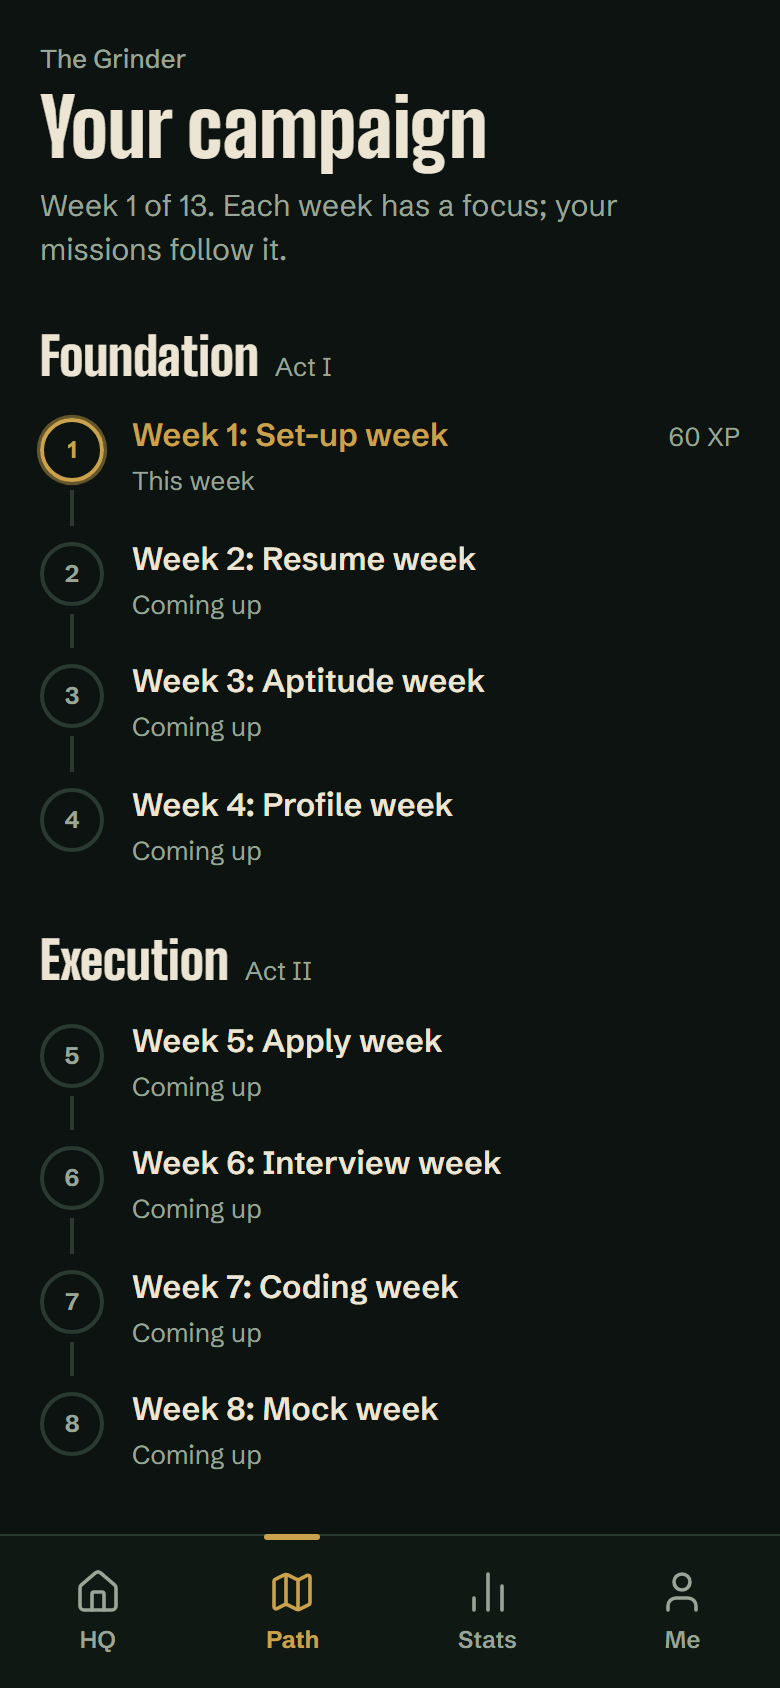 The Grinder
Your campaign
Week 1 of 13. Each week has a focus; your
missions follow it.
Foundation Act I
1 Week 1: Set-up week 60 XP
This week
2 Week 2: Resume week
Coming up
3 Week 3: Aptitude week
Coming up
4 Week 4: Profile week
Coming up
Execution Act II
5 Week 5: Apply week
Coming up
6 Week 6: Interview week
Coming up
7 Week 7: Coding week
Coming up
8 Week 8: Mock week
Coming up
HQ Path Stats Me